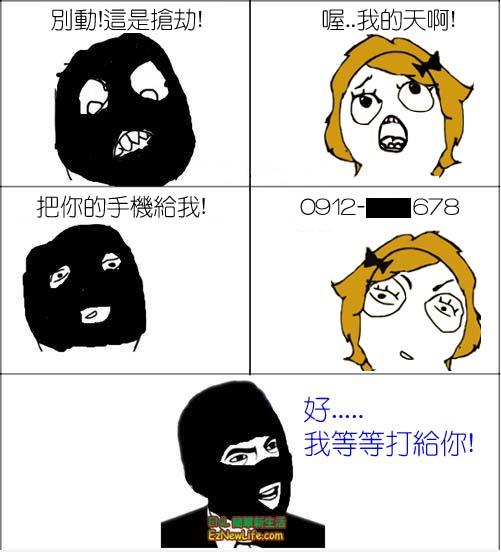 別動!這是搶劫!
喔..我的天啊!
把你的手機給我!
0912-
678
好.....
我等等打給你!
簡單新生活
EzNewLife.com